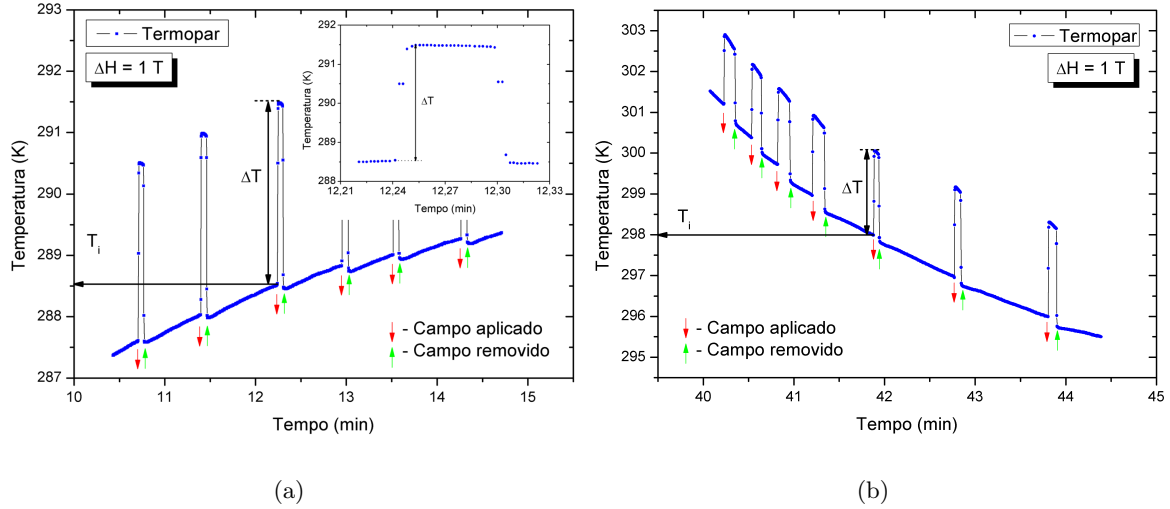 293
292
291
290
289
288
287
10 11 12 13 14 15
Temperatura (K)
Tempo (min)
Termopar
ΔH = 1 T
ΔT
T i
292
291
290
289
288
12,21 12,24 12,27 12,30 12,33
Temperatura (K)
Tempo (min)
ΔT
- Campo aplicado
- Campo removido
(a)
303
302
301
300
299
298
297
296
295
40 41 42 43 44 45
Temperatura (K)
Tempo (min)
Termopar
ΔH = 1 T
ΔT
T i
- Campo aplicado
- Campo removido
(b)